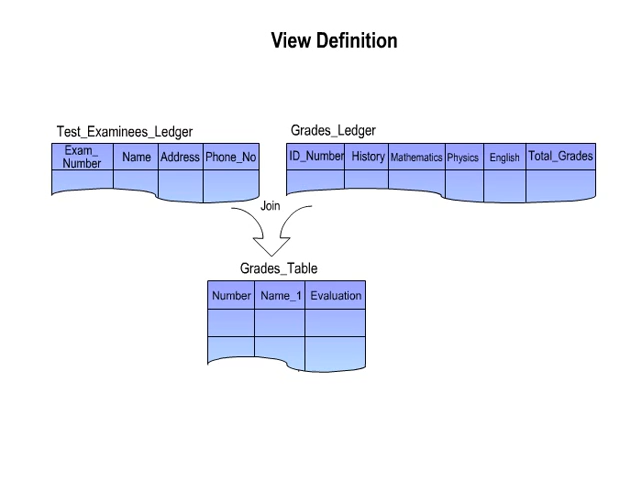 View Definition
Test_Examinees_Ledger
Exam_
Number
Name
Address
Phone_No
Grades_Ledger
ID_Number
History
Mathematics
Physics
English
Total_Grades
Join
Grades_Table
Number
Name_1
Evaluation